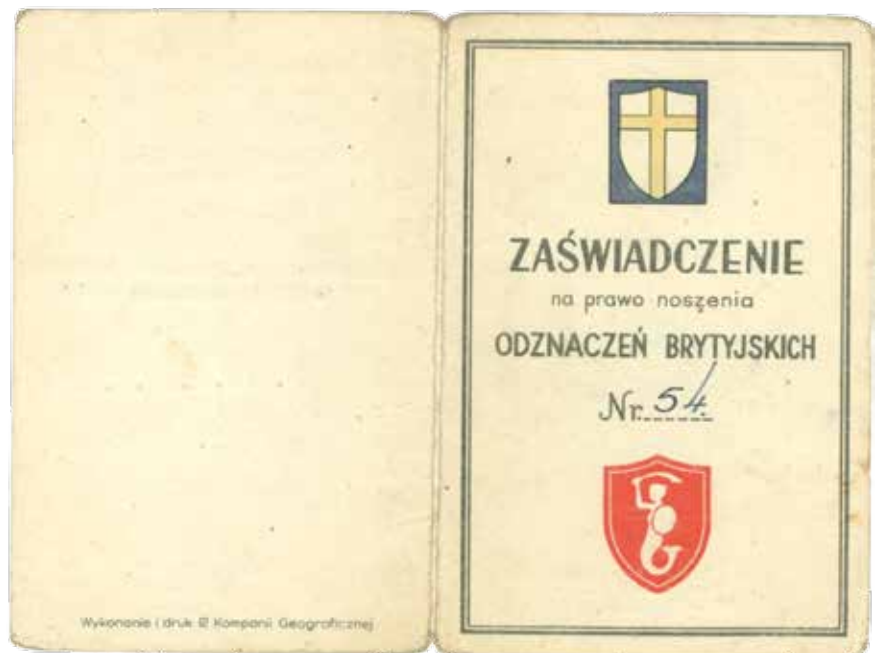 Wykonanie i druk 12 Kompanii Geograficznej
ZAŚWIADCZENIE
na prawo noszenia
ODZNACZEŃ BRYTYJSKICH
Nr. 54.